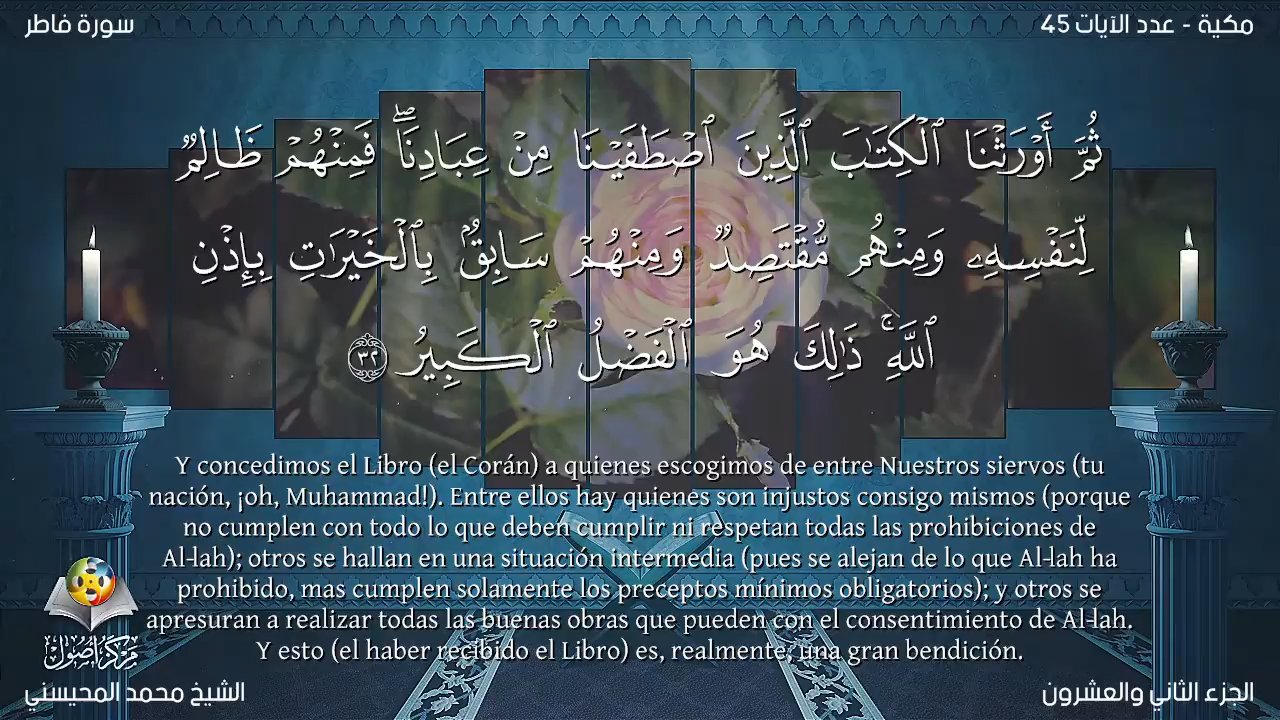 سورة فاطر
مكية - عدد الآيات 45
ثُمَّ أَوْرَثْنَا ٱلْكِتَٰبَ ٱلَّذِينَ ٱصْطَفَيْنَا مِنْ عِبَادِنَاۖ فَمِنْهُمْ ظَالِمٌ
لِّنَفْسِهِۦ وَمِنْهُم مُّقْتَصِدٌ وَمِنْهُمْ سَابِقٌۢ بِٱلْخَيْرَٰتِ بِإِذْنِ
ٱللَّهِۚ ذَٰلِكَ هُوَ ٱلْفَضْلُ ٱلْكَبِيرُ ٣٢
Y concedimos el Libro (el Corán) a quienes escogimos de entre Nuestros siervos (tu
nación, ¡oh, Muhammad!). Entre ellos hay quienes son injustos consigo mismos (porque
no cumplen con todo lo que deben cumplir ni respetan todas las prohibiciones de
Al-lah); otros se hallan en una situación intermedia (pues se alejan de lo que Al-lah ha
prohibido, mas cumplen solamente los preceptos mínimos obligatorios); y otros se
apresuran a realizar todas las buenas obras que pueden con el consentimiento de Al-lah.
Y esto (el haber recibido el Libro) es, realmente, una gran bendición.
مركز أصول
الشيخ محمد المحيسني
الجزء الثاني والعشرون